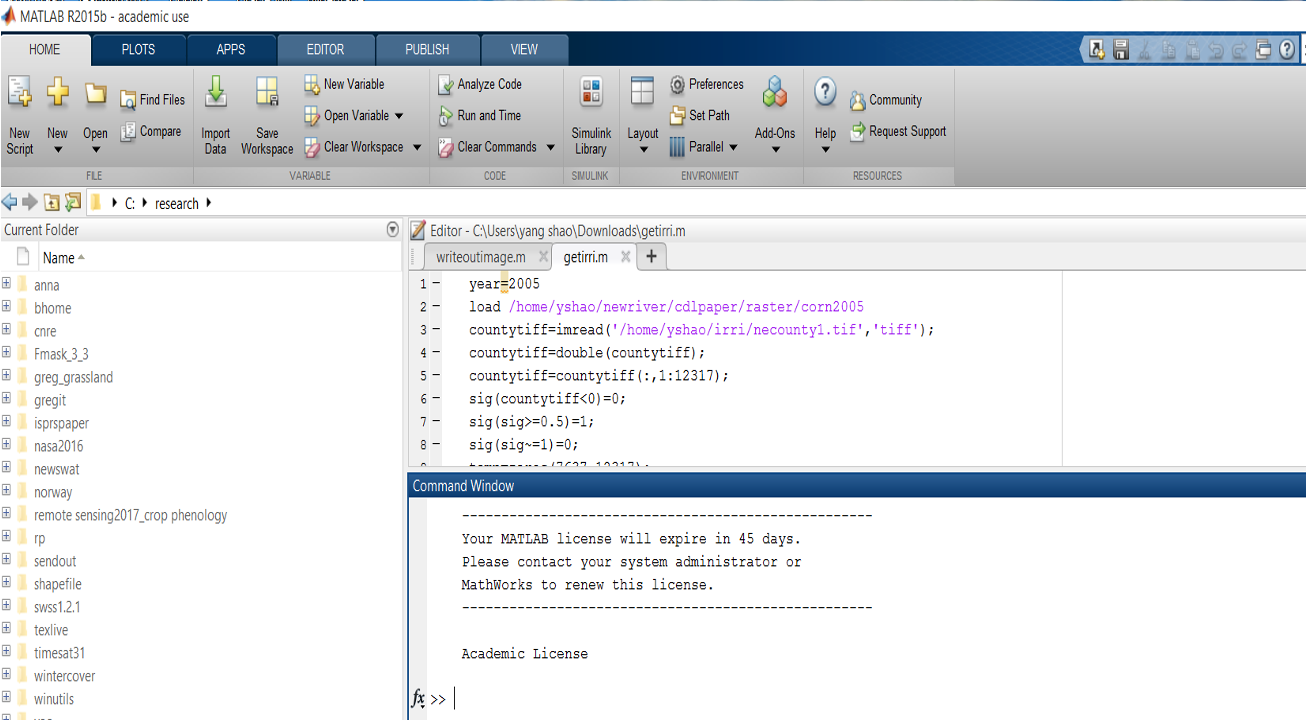 MATLAB R2015b - academic use
HOME PLOTS APPS EDITOR PUBLISH VIEW
New Script
New
Open
Find Files
Compare
FILE
Import Data
Save Workspace
New Variable
Open Variable
Clear Workspace
VARIABLE
Analyze Code
Run and Time
Clear Commands
CODE
Simulink Library
SIMULINK
Layout
Preferences
Set Path
Parallel
Add-Ons
ENVIRONMENT
Help
Community
Request Support
RESOURCES
C: research
Current Folder
Name
anna
bhome
cnre
Fmask_3_3
greg_grassland
gregit
isprspaper
nasa2016
newswat
norway
remote sensing2017_crop phenology
rp
sendout
shapefile
swss1.2.1
texlive
timesat31
wintercover
winutils
Editor - C:\Users\yang shao\Downloads\getirri.m
writeoutimage.m getirri.m +
1 - year=2005
2 - load /home/yshao/newriver/cdlpaper/raster/corn2005
3 - countytiff=imread('/home/yshao/irri/necounty1.tif','tiff');
4 - countytiff=double(countytiff);
5 - countytiff=countytiff(:,1:12317);
6 - sig(countytiff<0)=0;
7 - sig(sig>=0.5)=1;
8 - sig(sig~=1)=0;
Command Window
----------------------------------------------------
Your MATLAB license will expire in 45 days.
Please contact your system administrator or
MathWorks to renew this license.
----------------------------------------------------
Academic License
fx >>